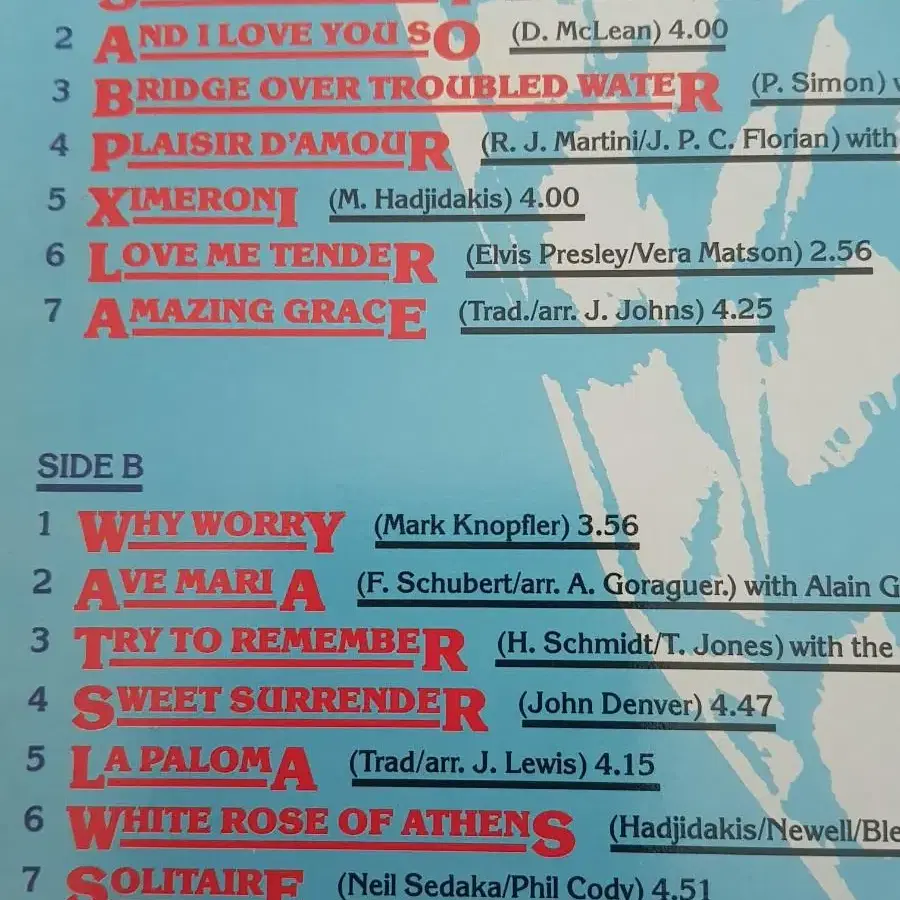 2 AND I LOVE YOU SO (D. McLean) 4.00
3 BRIDGE OVER TROUBLED WATER (P. Simon)
4 PLAISIR D'AMOUR (R. J. Martini/J. P. C. Florian) with
5 XIMERONI (M. Hadjidakis) 4.00
6 LOVE ME TENDER (Elvis Presley/Vera Matson) 2.56
7 AMAZING GRACE (Trad./arr. J. Johns) 4.25
SIDE B
1 WHY WORRY (Mark Knopfler) 3.56
2 AVE MARIA (F. Schubert/arr. A. Goraguer.) with Alain G
3 TRY TO REMEMBER (H. Schmidt/T. Jones) with the
4 SWEET SURRENDER (John Denver) 4.47
5 LA PALOMA (Trad/arr. J. Lewis) 4.15
6 WHITE ROSE OF ATHENS (Hadjidakis/Newell/Ble
7 SOLITAIRE (Neil Sedaka/Phil Cody) 4.51